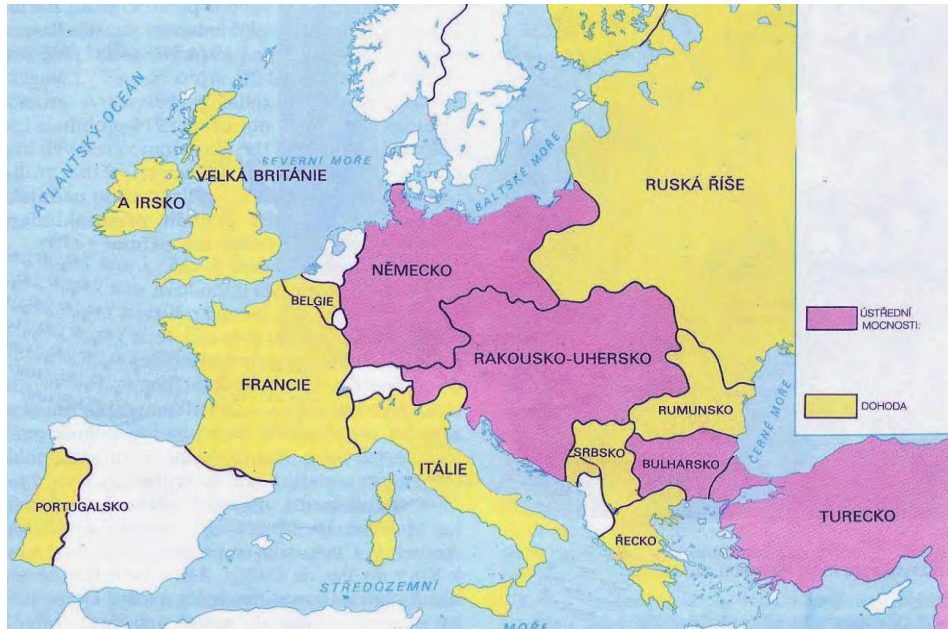 ATLANTSKÝ OCEÁN
SEVERNÍ MOŘE
VELKÁ BRITÁNIE
A IRSKO
BALTSKÉ MOŘE
RUSKÁ ŘÍŠE
NĚMECKO
BELGIE
ÚSTŘEDNÍ
MOCNOSTI:
RAKOUSKO-UHERSKO
FRANCIE
DOHODA
RUMUNSKO
ČERNÉ MOŘE
SRBSKO
BULHARSKO
ITÁLIE
PORTUGALSKO
TURECKO
ŘECKO
STŘEDOZEMNÍ
MOŘE